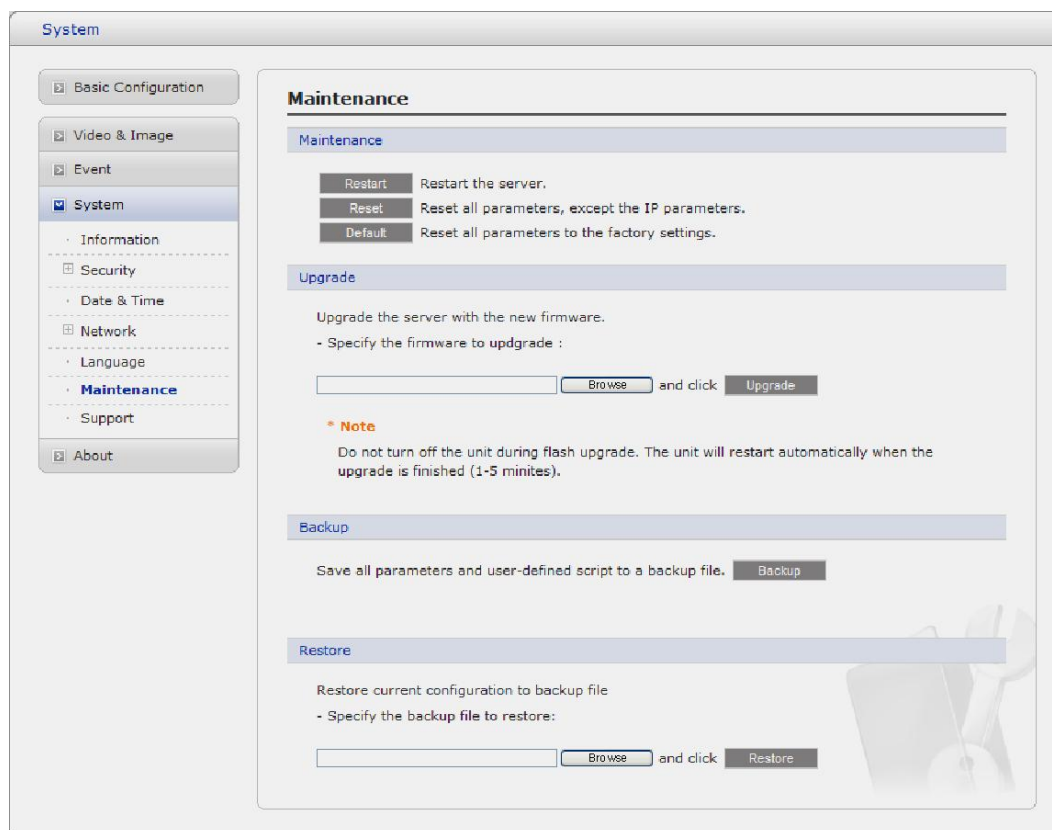 System
Basic Configuration
Video & Image
Event
System
Information
Security
Date & Time
Network
Language
Maintenance
Support
About
Maintenance
Maintenance
Restart Restart the server.
Reset Reset all parameters, except the IP parameters.
Default Reset all parameters to the factory settings.
Upgrade
Upgrade the server with the new firmware.
- Specify the firmware to updgrade :
Browse and click Upgrade
* Note
Do not turn off the unit during flash upgrade. The unit will restart automatically when the
upgrade is finished (1-5 minites).
Backup
Save all parameters and user-defined script to a backup file. Backup
Restore
Restore current configuration to backup file
- Specify the backup file to restore:
Browse and click Restore